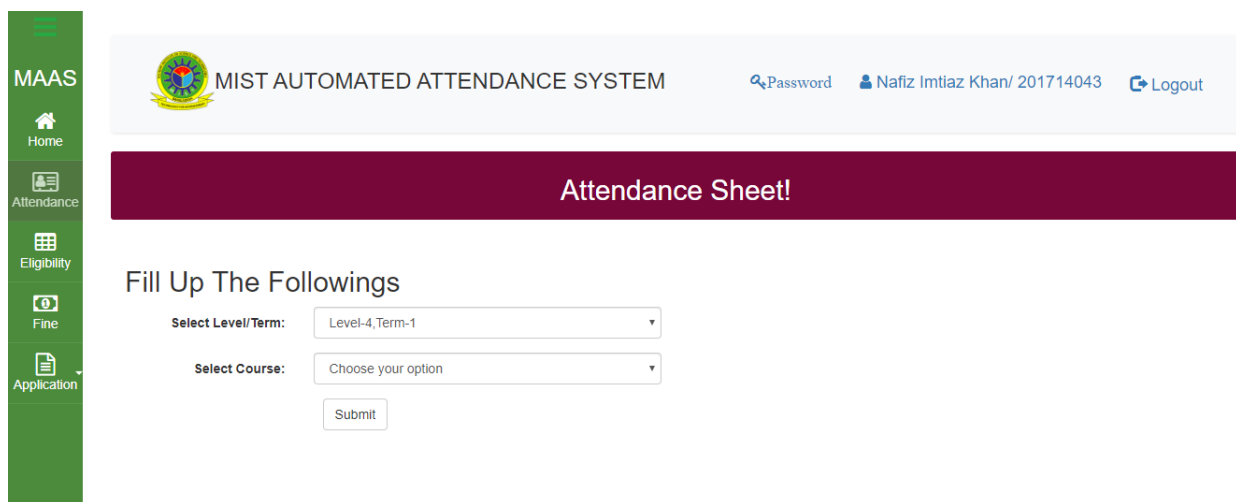 MAAS
Home
Attendance
Eligibility
Fine
Application
MIST AUTOMATED ATTENDANCE SYSTEM
Password
Nafiz Imtiaz Khan/ 201714043
Logout
Attendance Sheet!
Fill Up The Followings
Select Level/Term: Level-4,Term-1
Select Course: Choose your option
Submit